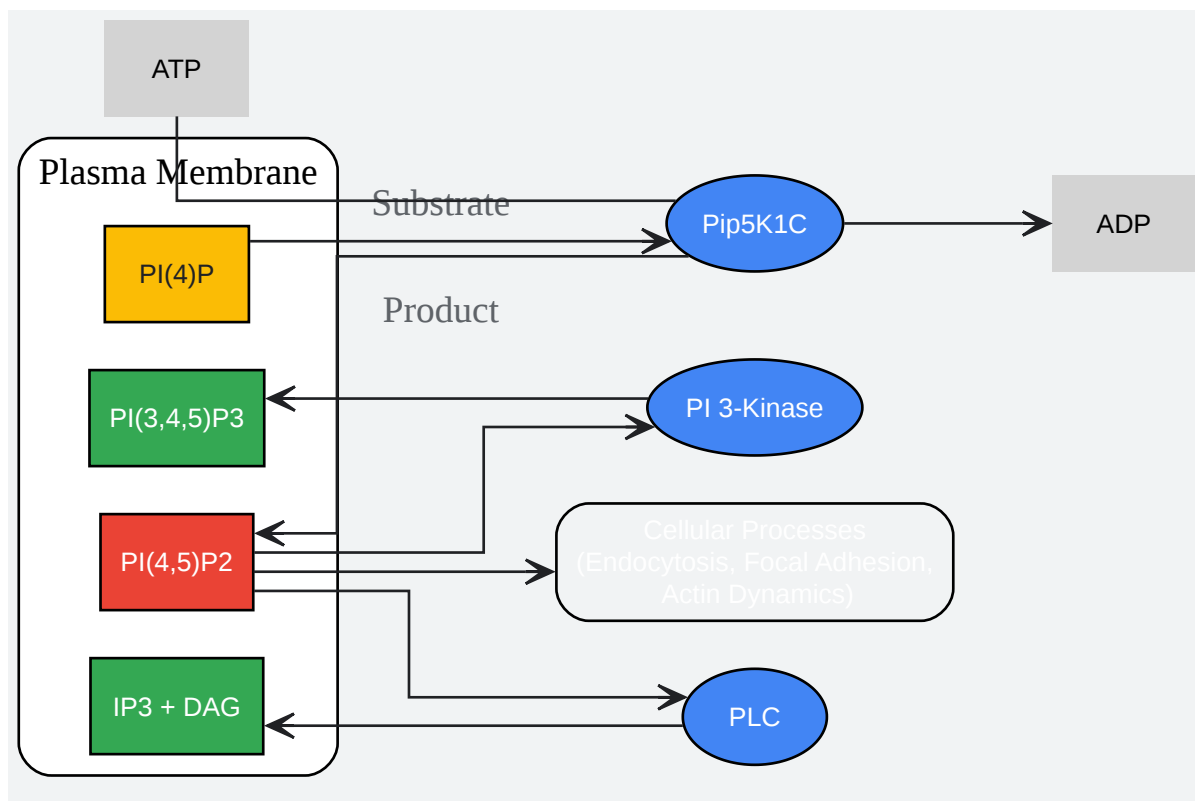 ATP
Plasma Membrane
Substrate
Pip5K1C
ADP
PI(4)P
Product
PI(3,4,5)P3
PI 3-Kinase
PI(4,5)P2
Cellular Processes
(Endocytosis, Focal Adhesion,
Actin Dynamics)
IP3 + DAG
PLC